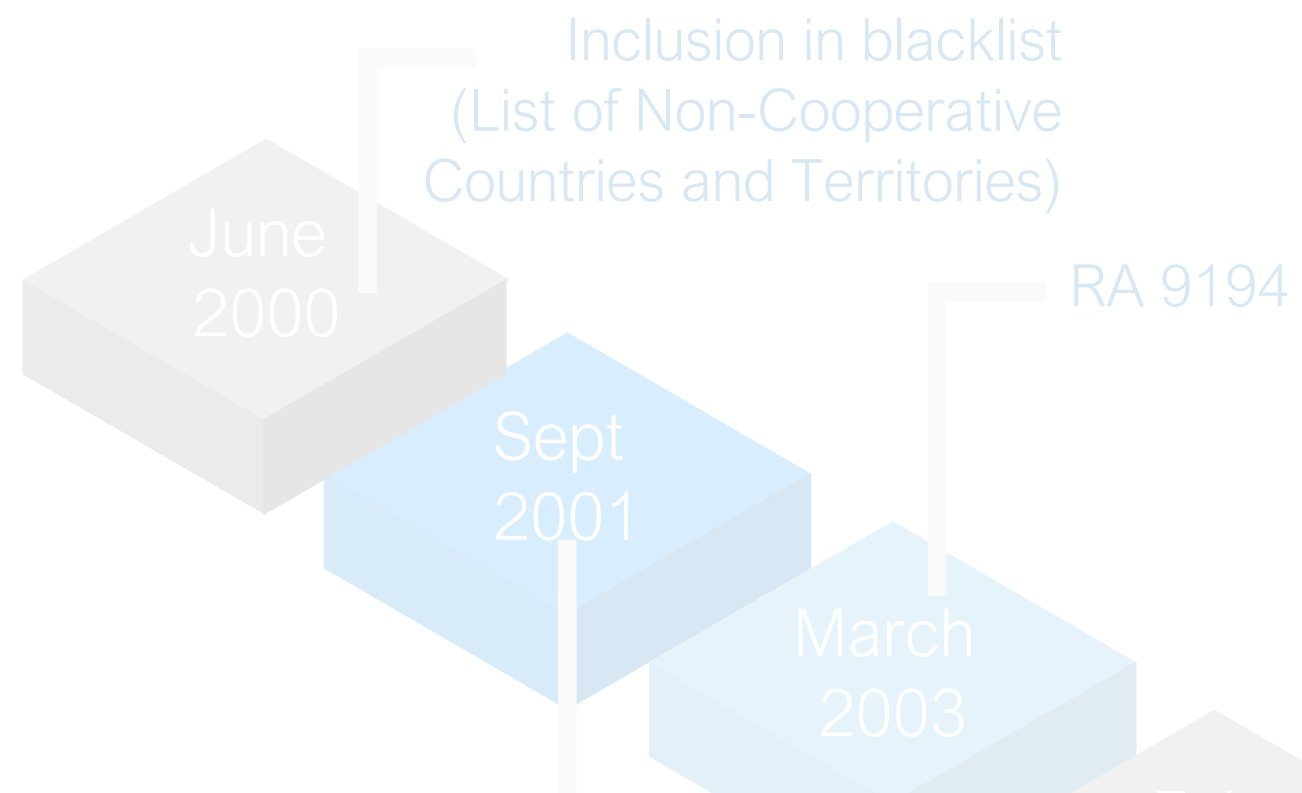 Inclusion in blacklist
(List of Non-Cooperative
Countries and Territories)
June
2000
RA 9194
Sept
2001
March
2003